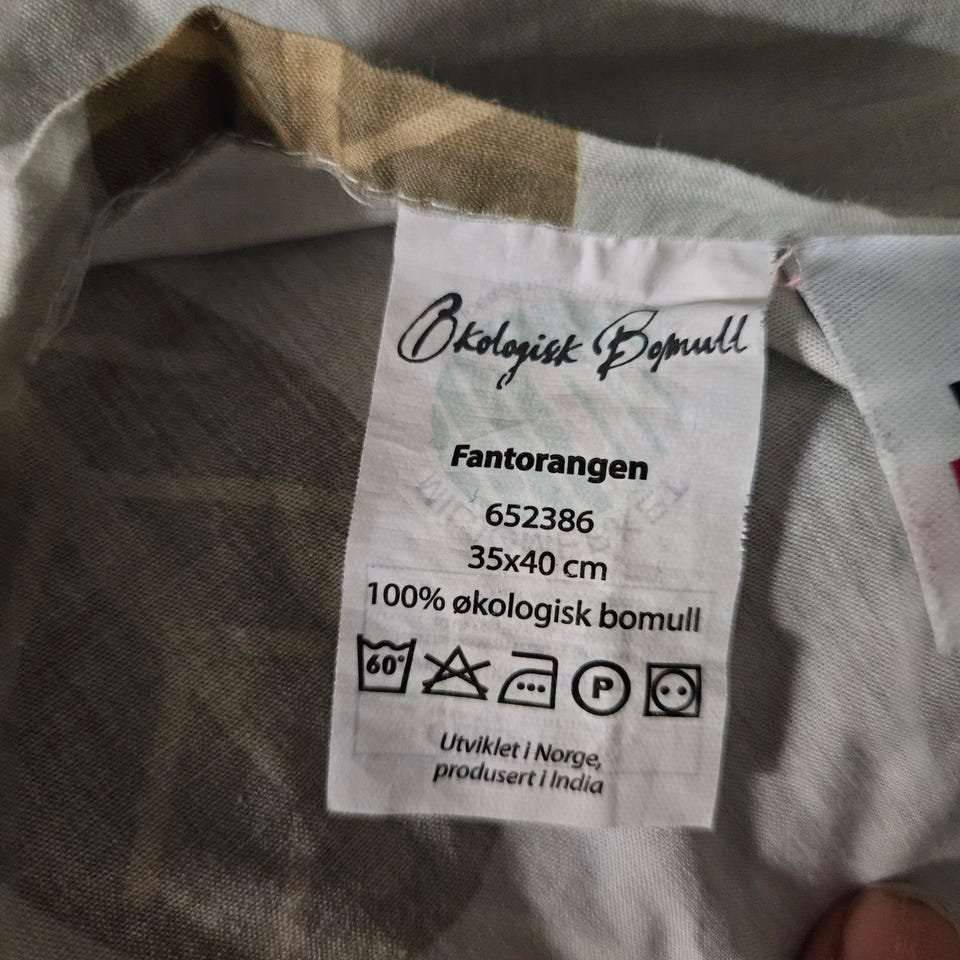 Økologisk Bomull
Fantorangen
652386
35x40 cm
100% økologisk bomull
60°
P
Utviklet i Norge,
produsert i India